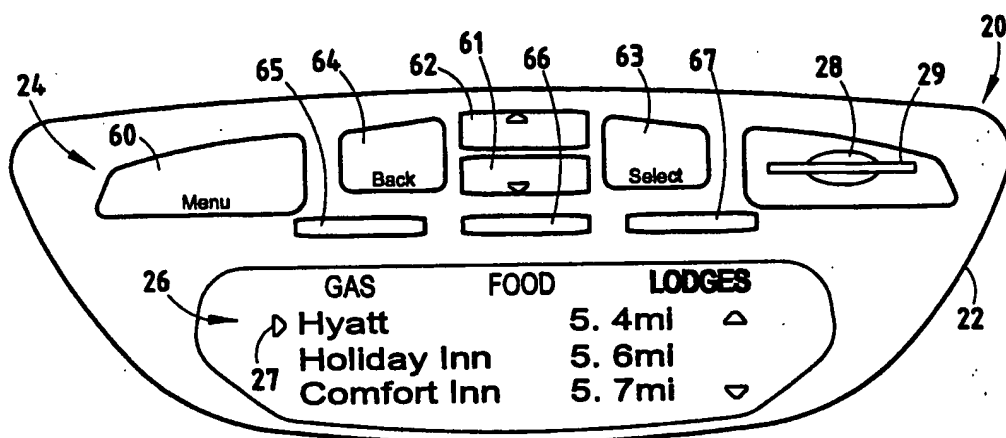 61
62
66
64
65
63
67
28
29
20
24
60
Menu
Back
Select
26
GAS FOOD LODGES
Hyatt 5. 4mi
Holiday Inn 5. 6mi
Comfort Inn 5. 7mi
27
22